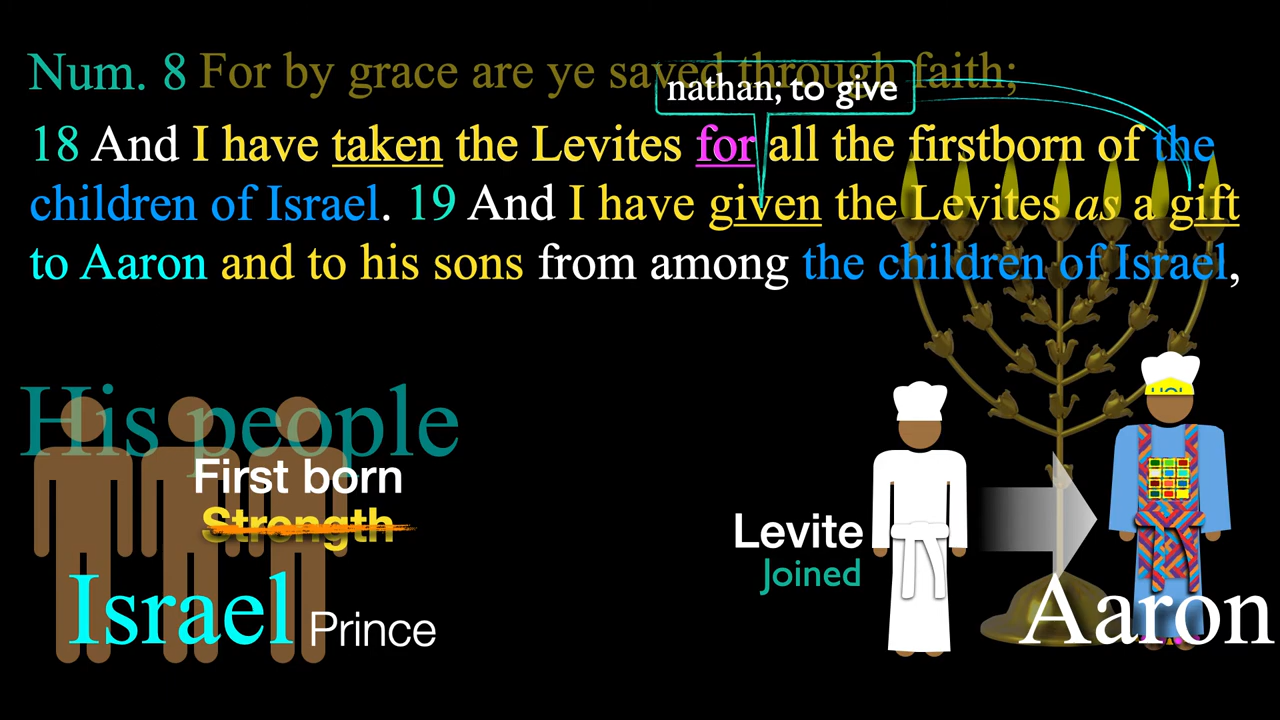 Num. 8 For by grace are ye saved through faith;
nathan; to give
18 And I have taken the Levites for all the firstborn of the
children of Israel. 19 And I have given the Levites as a gift
to Aaron and to his sons from among the children of Israel,
His people
First born
Strength
Israel Prince
Levite
Joined
HOL
Aaron